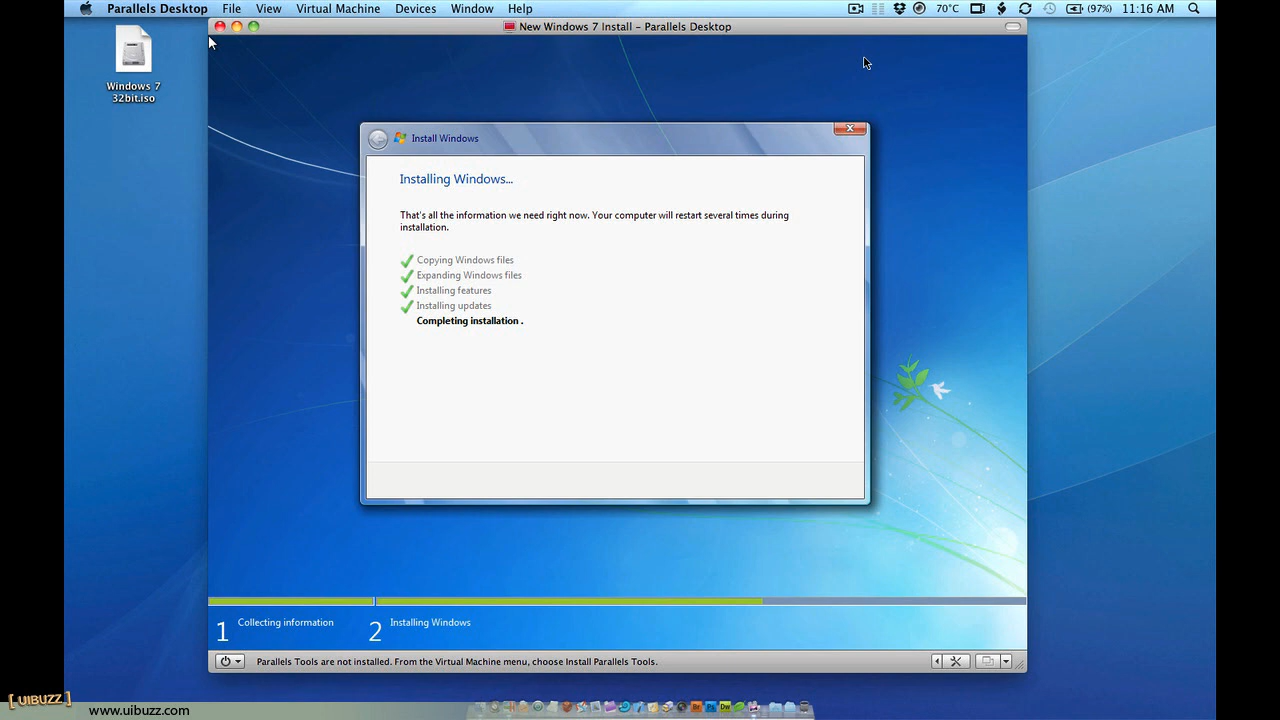 Parallels Desktop File View Virtual Machine Devices Window Help 70°C (97%) 11:16 AM
New Windows 7 Install – Parallels Desktop
Windows 7
32bit.iso
Install Windows
Installing Windows...
That's all the information we need right now. Your computer will restart several times during
installation.
Copying Windows files
Expanding Windows files
Installing features
Installing updates
Completing installation .
1 Collecting information 2 Installing Windows
Parallels Tools are not installed. From the Virtual Machine menu, choose Install Parallels Tools.
[UIBUZZ]
www.uibuzz.com
Br Ps Dw